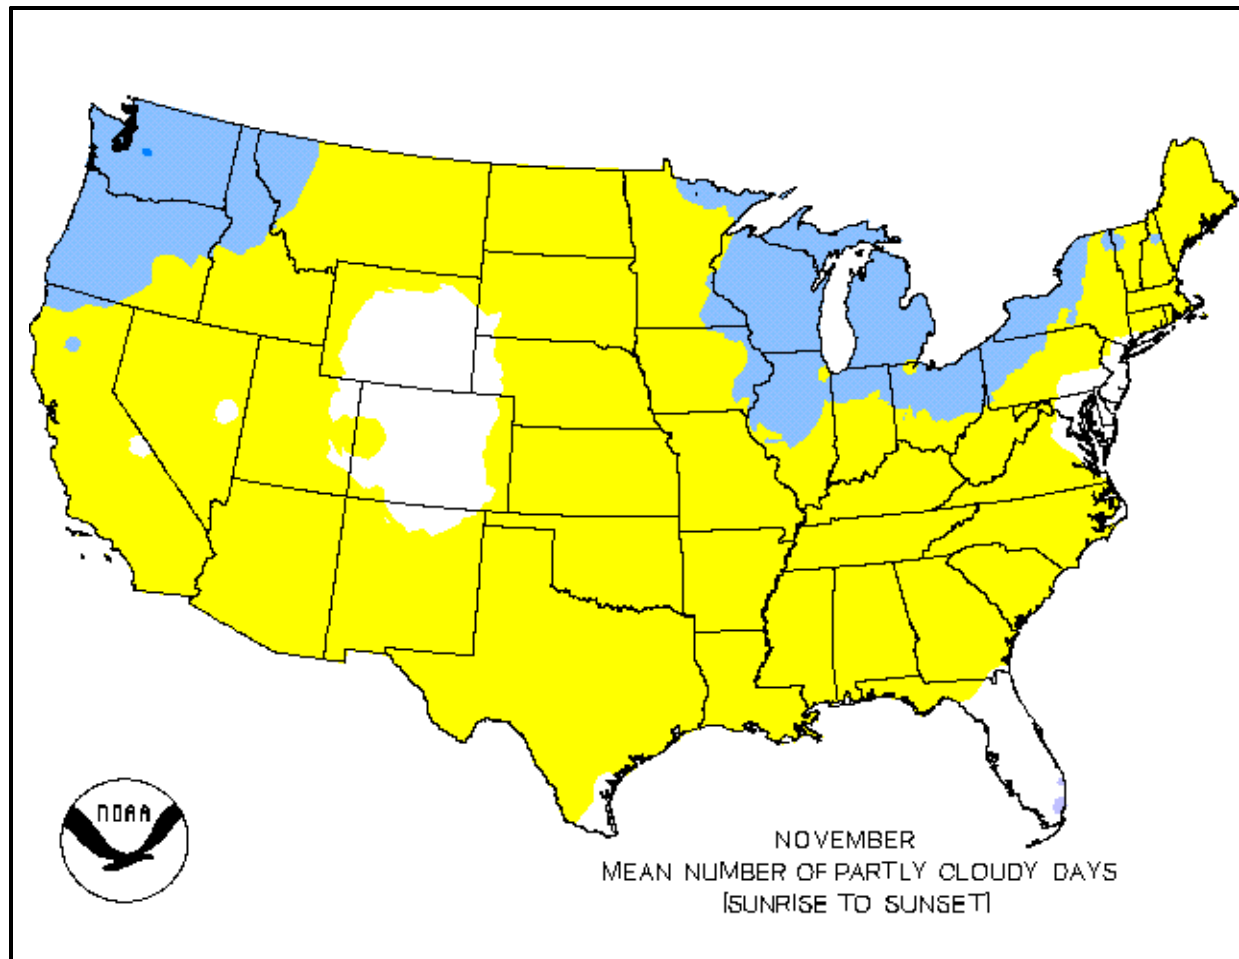 NOAA
NOVEMBER
MEAN NUMBER OF PARTLY CLOUDY DAYS
[SUNRISE TO SUNSET]